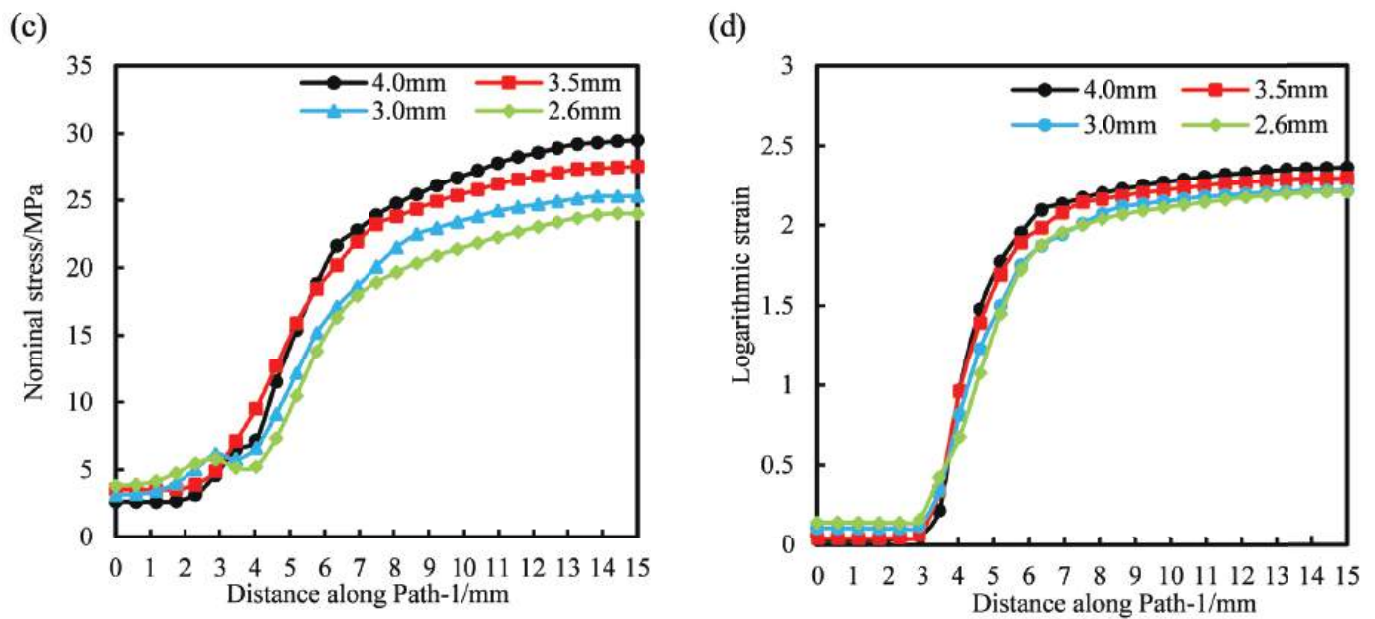 (c)
35
30
25
20
15
10
5
0
Nominal stress/MPa
4.0mm 3.5mm
3.0mm 2.6mm
0 1 2 3 4 5 6 7 8 9 10 11 12 13 14 15
Distance along Path-1/mm
(d)
3
2.5
2
1.5
1
0.5
0
Logarithmic strain
4.0mm 3.5mm
3.0mm 2.6mm
0 1 2 3 4 5 6 7 8 9 10 11 12 13 14 15
Distance along Path-1/mm